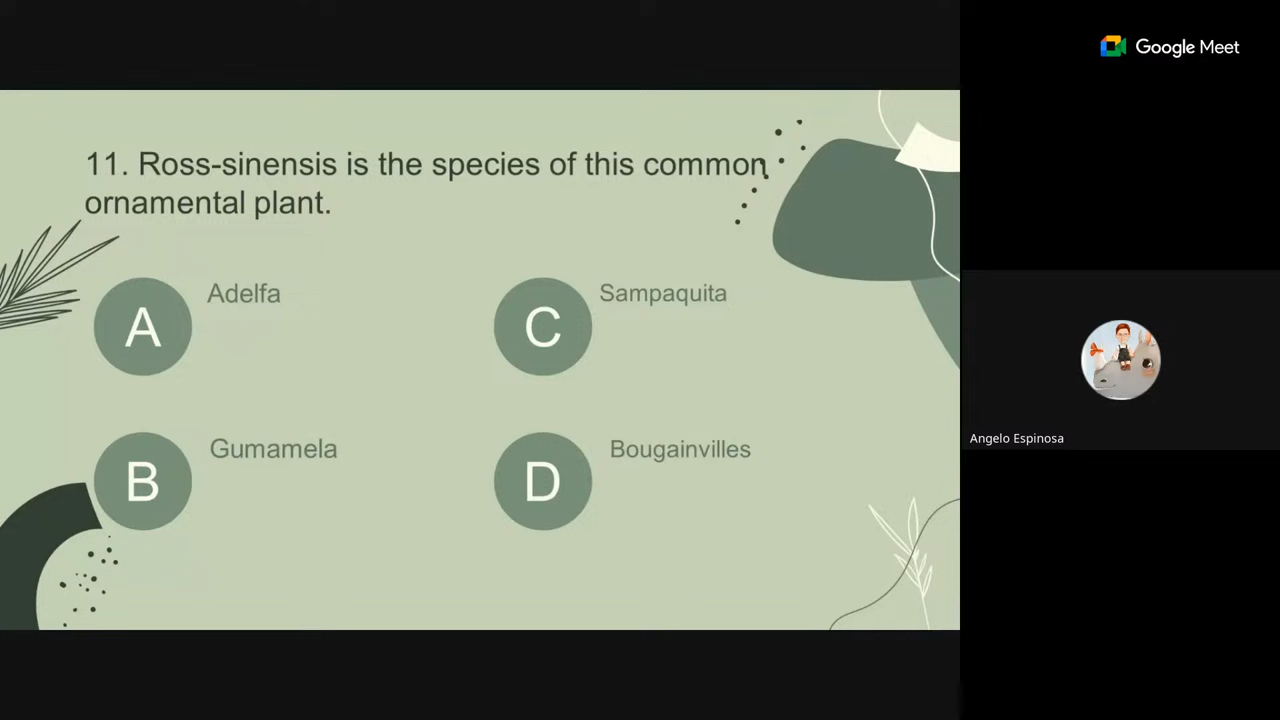 Google Meet
11. Ross-sinensis is the species of this common
ornamental plant.
A Adelfa
C Sampaquita
B Gumamela
D Bougainvilles
Angelo Espinosa